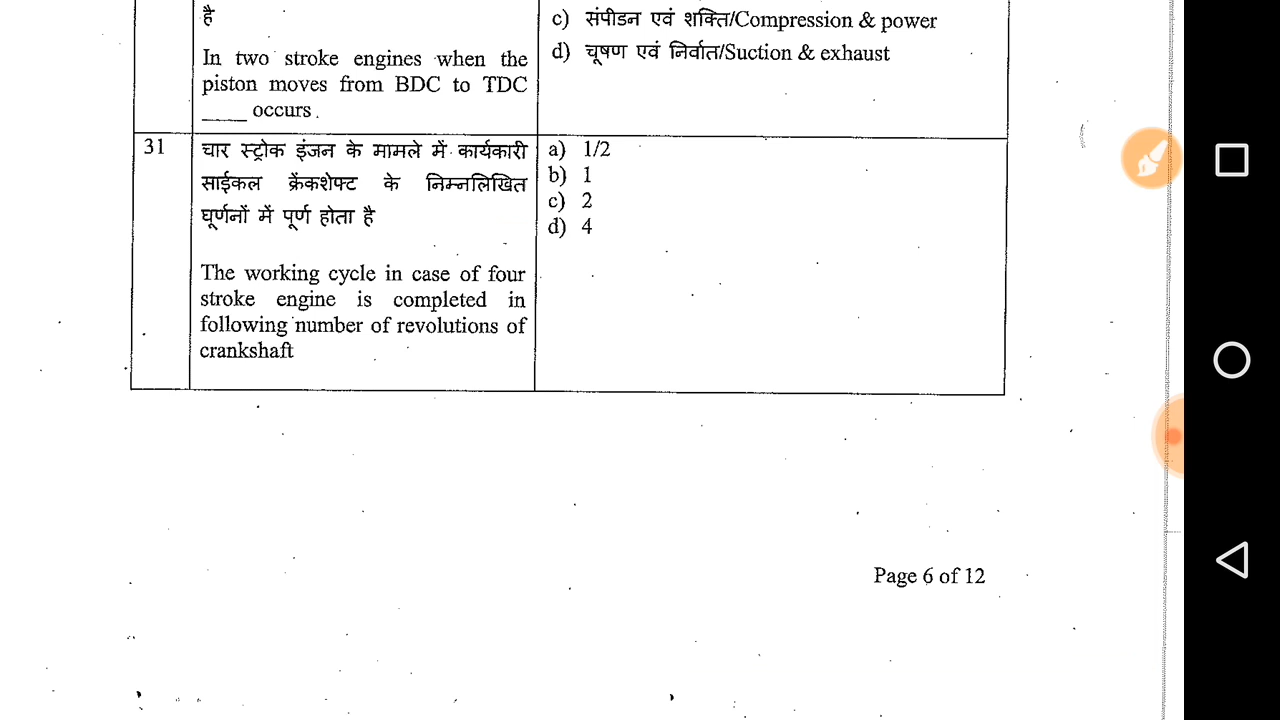 है
In two stroke engines when the
piston moves from BDC to TDC
____ occurs.
c) संपीडन एवं शक्ति/Compression & power
d) चूषण एवं निर्वात/Suction & exhaust
31
चार स्ट्रोक इंजन के मामले में कार्यकारी
साईकल क्रेंकशेफ्ट के निम्नलिखित
घूर्णनों में पूर्ण होता है
The working cycle in case of four
stroke engine is completed in
following number of revolutions of
crankshaft
a) 1/2
b) 1
c) 2
d) 4
Page 6 of 12